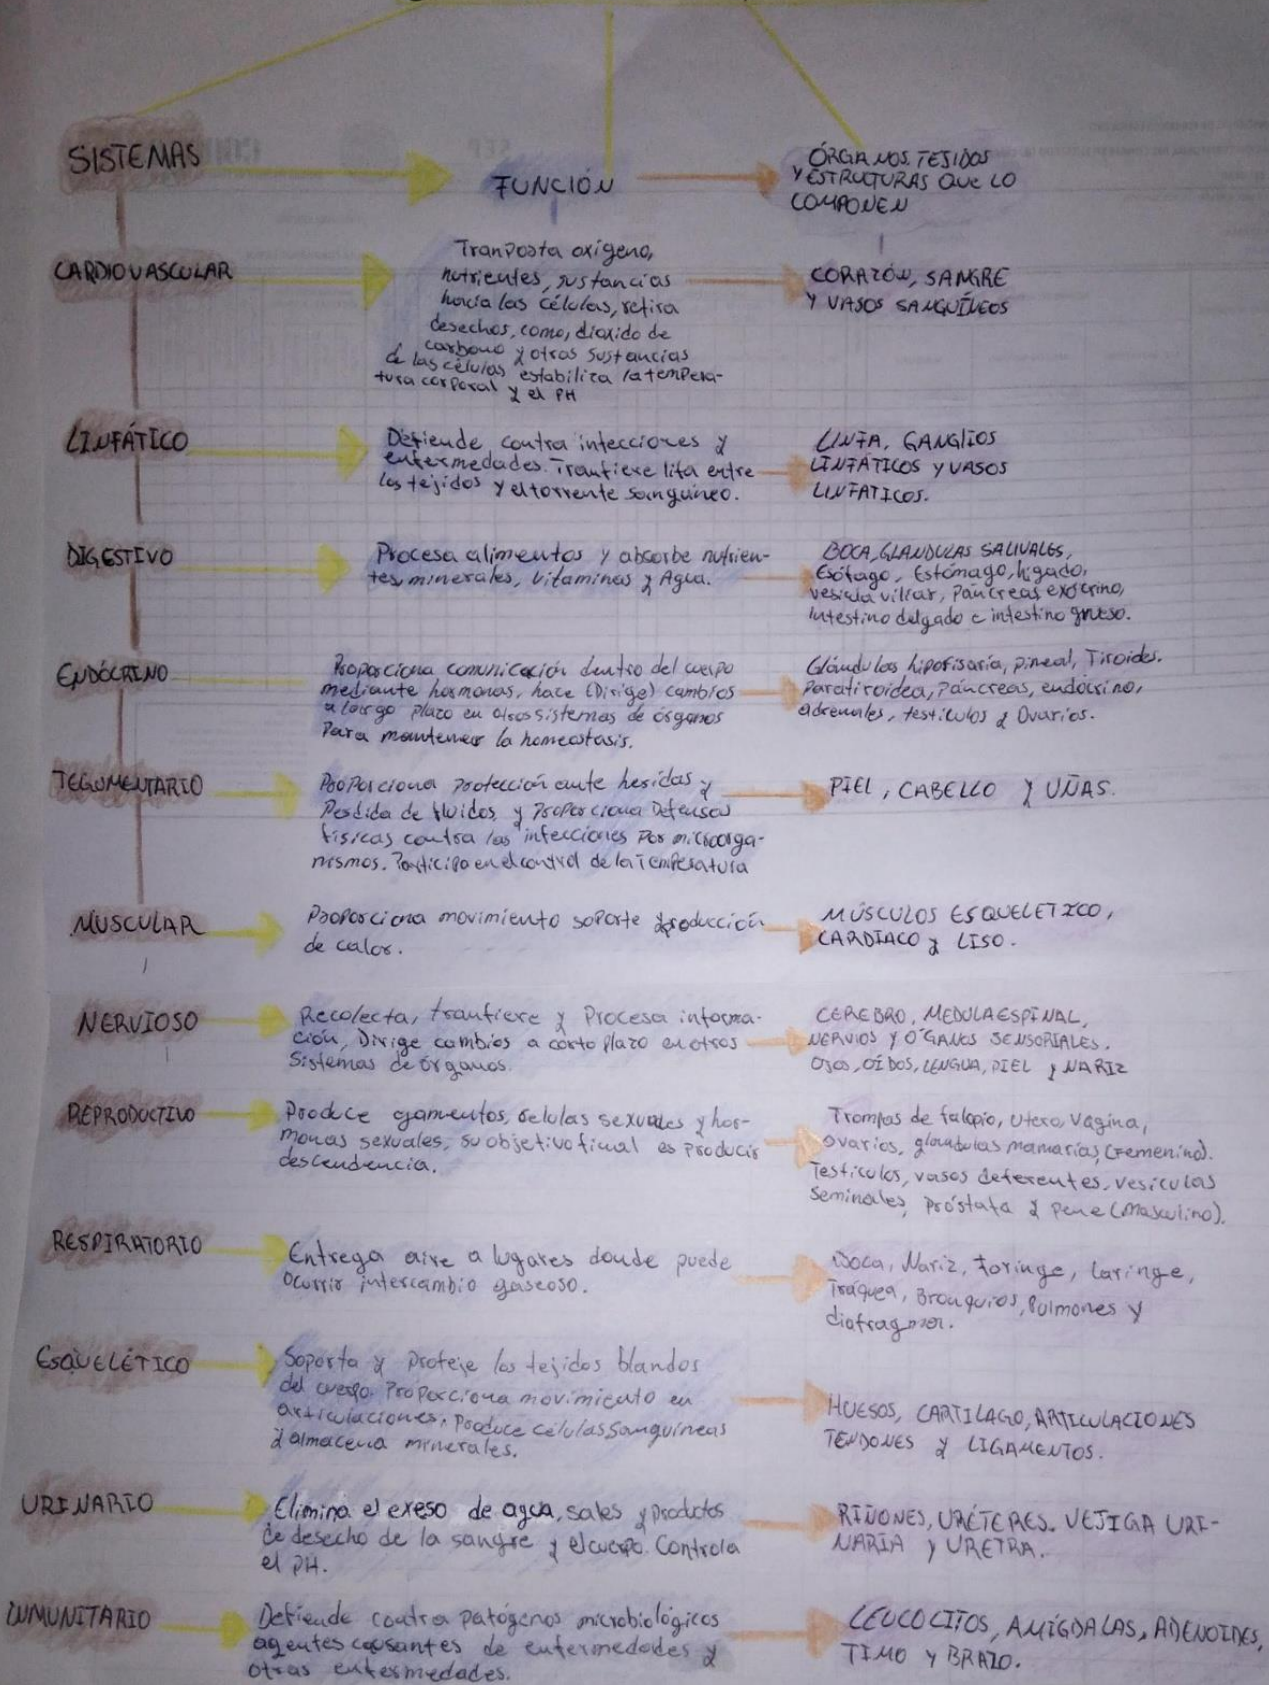 SISTEMAS
FUNCIÓN
ÓRGANOS, TEJIDOS
Y ESTRUCTURAS QUE LO
COMPONEN
CARDIOVASCULAR
Tranposta oxígeno,
nutrientes, sustancias
hacia las células, retira
desechos, como, dioxido de
carbono y otras sustancias
de las células estabiliza la tempera-
tura corporal y el PH
CORAZÓN, SANGRE
Y VASOS SANGUÍNEOS
LINFÁTICO
Defiende contra infecciones y
enfermedades. Tranfiere lifa entre
los tejidos y el torrente sanguíneo.
LINFA, GANGLIOS
LINFÁTICOS Y VASOS
LINFATICOS.
DIGESTIVO
Procesa alimentos y absorbe nutrien-
tes, minerales, vitaminas y Agua.
BOCA, GLANDULAS SALIVALES,
Esófago, Estómago, hígado,
vesicula viliar, páncreas exocrino,
Intestino delgado e intestino grueso.
ENDÓCRINO
Proporciona comunicación dentro del cuerpo
mediante hormonas, hace (Dirige) cambios
a largo plazo en otros sistemas de órganos
Para mantener la homeostasis.
Glándulas hipofisaria, pineal, Tiroides.
Paratiroidea, páncreas, endócrino,
adrenales, testículos y Ovarios.
TEGUMENTARIO
Proporciona Protección ante heridas y
Perdida de fluidos, y Proporciona Defensas
fisicas contra las infecciones Por microorga-
nismos. Participa en el control de la Temperatura
PIEL, CABELLO Y UÑAS.
MUSCULAR
Proporciona movimiento soporte y producción
de calor.
MÚSCULOS ESQUELETICO,
CARDIACO y LISO.
NERVIOSO
Recolecta, tranfiere y Procesa informa-
ción, Dirige cambios a corto Plazo en otros
Sistemas de órganos.
CEREBRO, MEDULA ESPINAL,
NERVIOS Y ÓGANOS SENSORIALES.
OJOS, OÍDOS, LENGUA, PIEL y NARIZ
REPRODUCTIVO
Produce gamentos, celulas sexuales y hor-
monas sexuales, su objetivo final es Producir
descendencia.
Trompas de falopio, Utero, Vagina,
ovarios, glandulas mamarias, (Femenino).
Testículos, vasos deferentes, vesiculas
Seminales, próstata y pene (Masculino).
RESPIRATORIO
Entrega aire a lugares donde puede
Ocurrir intercambio gaseoso.
Boca, Nariz, Faringe, Laringe,
Tráquea, Bronquios, Pulmones y
diafragma.
ESQUELÉTICO
Soporta y Proteje los tejidos blandos
del cuerpo. Proporciona movimiento en
articulaciones, Produce células Sanguíneas
y almacena minerales.
HUESOS, CARTILAGO, ARTICULACIONES
TENDONES y LIGAMENTOS.
URINARIO
Elimina el exeso de agua, sales y productos
de desecho de la sangre y el cuerpo. Controla
el PH.
RIÑONES, URÉTERES. VEJIGA URI-
NARIA y URETRA.
INMUNITARIO
Defiende contra patógenos microbiológicos
agentes causantes de enfermedades y
otras enfermedades.
LEUCOCITOS, AMÍGDALAS, ADENOIDES,
TIMO y BRAZO.